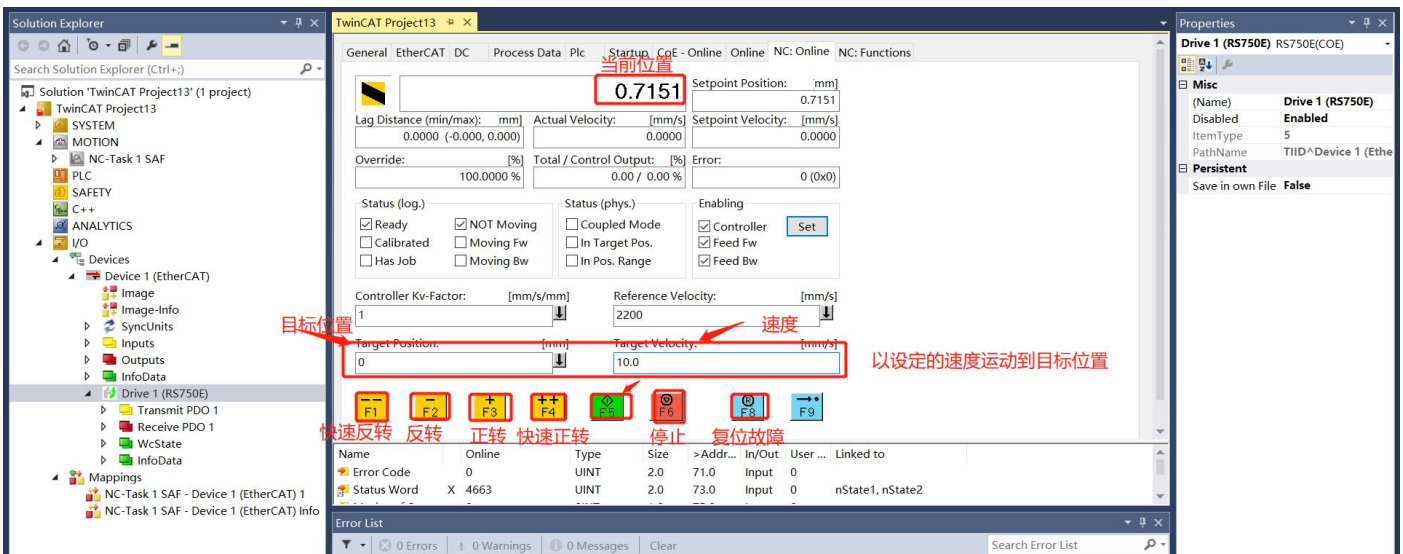 Solution Explorer
Search Solution Explorer (Ctrl+;)
Solution 'TwinCAT Project13' (1 project)
TwinCAT Project13
SYSTEM
MOTION
NC-Task 1 SAF
PLC
SAFETY
C++
ANALYTICS
I/O
Devices
Device 1 (EtherCAT)
Image
Image-Info
SyncUnits
Inputs
Outputs
InfoData
Drive 1 (RS750E)
Transmit PDO 1
Receive PDO 1
WcState
InfoData
Mappings
NC-Task 1 SAF - Device 1 (EtherCAT) 1
NC-Task 1 SAF - Device 1 (EtherCAT) Info
TwinCAT Project13
General EtherCAT DC Process Data Plc Startup CoE - Online Online NC: Online NC: Functions
当前位置
0.7151
Setpoint Position: mm]
0.7151
Lag Distance (min/max): mm] Actual Velocity: [mm/s] Setpoint Velocity: [mm/s]
0.0000 (-0.000, 0.000) 0.0000 0.0000
Override: [%] Total / Control Output: [%] Error:
100.0000 % 0.00 / 0.00 % 0 (0x0)
Status (log.) Status (phys.) Enabling
Ready NOT Moving Coupled Mode Controller Set
Calibrated Moving Fw In Target Pos. Feed Fw
Has Job Moving Bw In Pos. Range Feed Bw
Controller Kv-Factor: [mm/s/mm] Reference Velocity: [mm/s]
1 2200
目标位置 速度
Target Position: [mm] Target Velocity: [mm/s]
0 10.0
以设定的速度运动到目标位置
-- - + ++
F1 F2 F3 F4 F5 F6 F8 F9
快速反转 反转 正转 快速正转 停止 复位故障
Name Online Type Size >Addr... In/Out User ... Linked to
Error Code 0 UINT 2.0 71.0 Input 0
Status Word X 4663 UINT 2.0 73.0 Input 0 nState1, nState2
Error List
0 Errors 0 Warnings 0 Messages Clear Search Error List
Properties
Drive 1 (RS750E) RS750E(COE)
Misc
(Name) Drive 1 (RS750E)
Disabled Enabled
ItemType 5
PathName TIID^Device 1 (Ethe
Persistent
Save in own File False